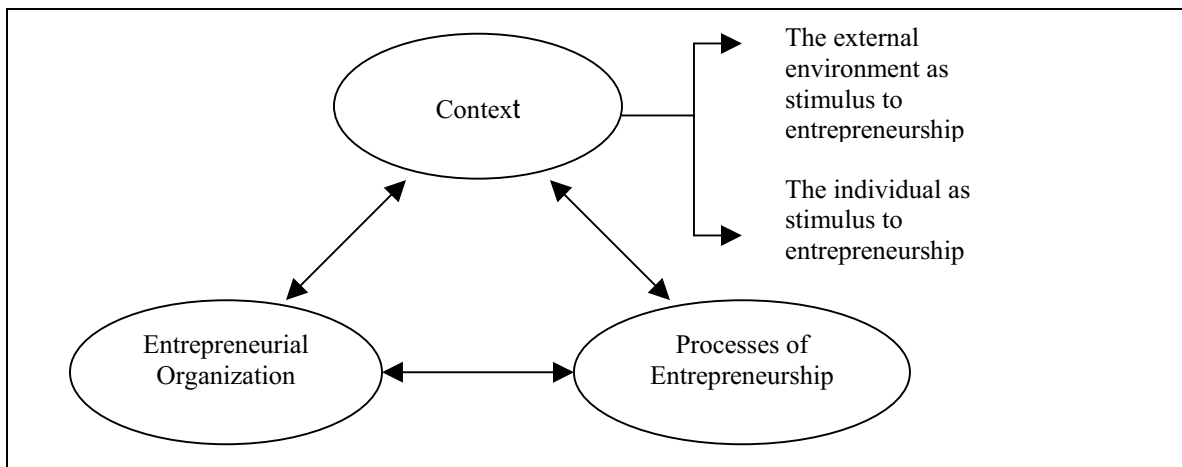 Context
The external
environment as
stimulus to
entrepreneurship
The individual as
stimulus to
entrepreneurship
Entrepreneurial
Organization
Processes of
Entrepreneurship